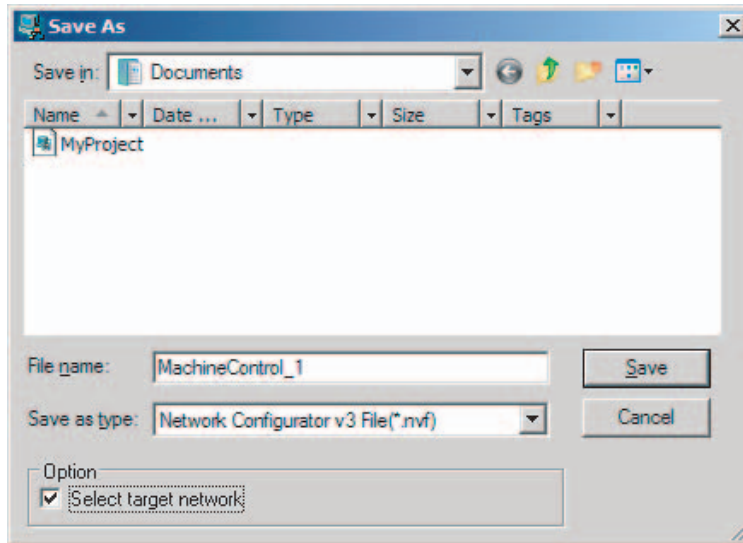 Save As
Save in: Documents
Name Date ... Type Size Tags
MyProject
File name: MachineControl_1 Save
Save as type: Network Configurator v3 File(*.nvf) Cancel
Option
Select target network